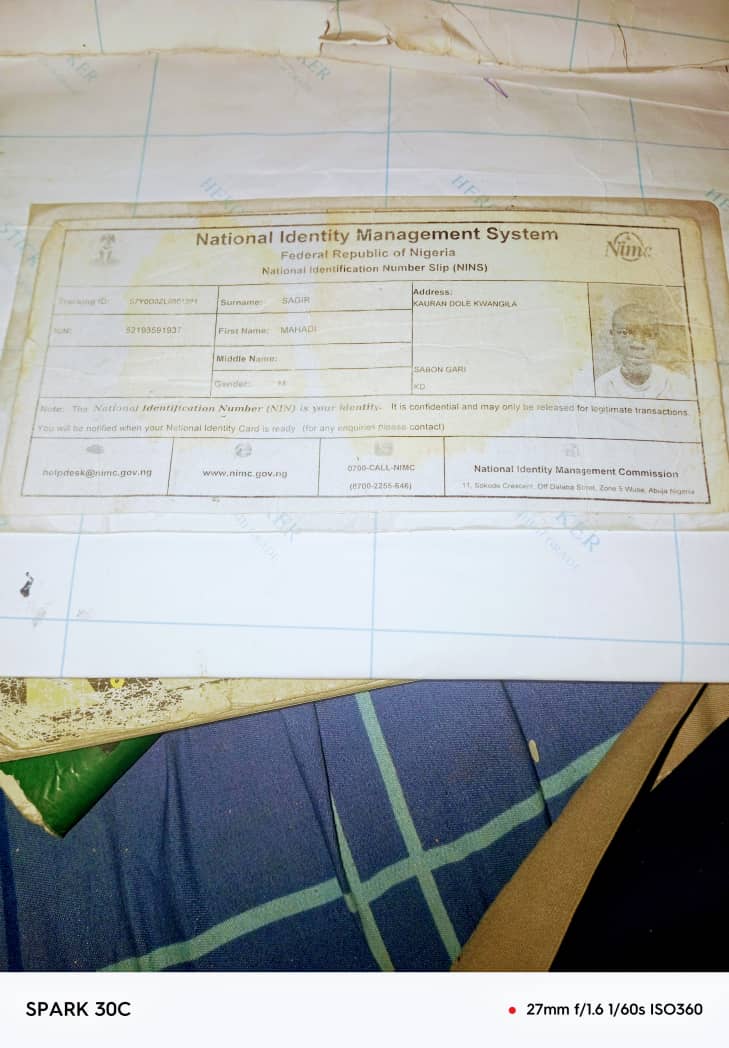 National Identity Management System
Federal Republic of Nigeria
National Identification Number Slip (NINS)
Nimc
Tracking ID:
Surname: SAGIR
Address:
KAURAN DOLE KWANGILA
NIN: 52193591937
First Name: MAHADI
Middle Name:
SABON GARI
Gender: M
KD
Note: The National Identification Number (NIN) is your identity. It is confidential and may only be released for legitimate transactions.
You will be notified when your National Identity Card is ready (for any enquiries please contact)
helpdesk@nimc.gov.ng
www.nimc.gov.ng
0700-CALL-NIMC
(0700-2255-646)
National Identity Management Commission
11, Sokode Crescent, Off Dalaba Street, Zone 5 Wuse, Abuja Nigeria
SPARK 30C
27mm f/1.6 1/60s ISO360